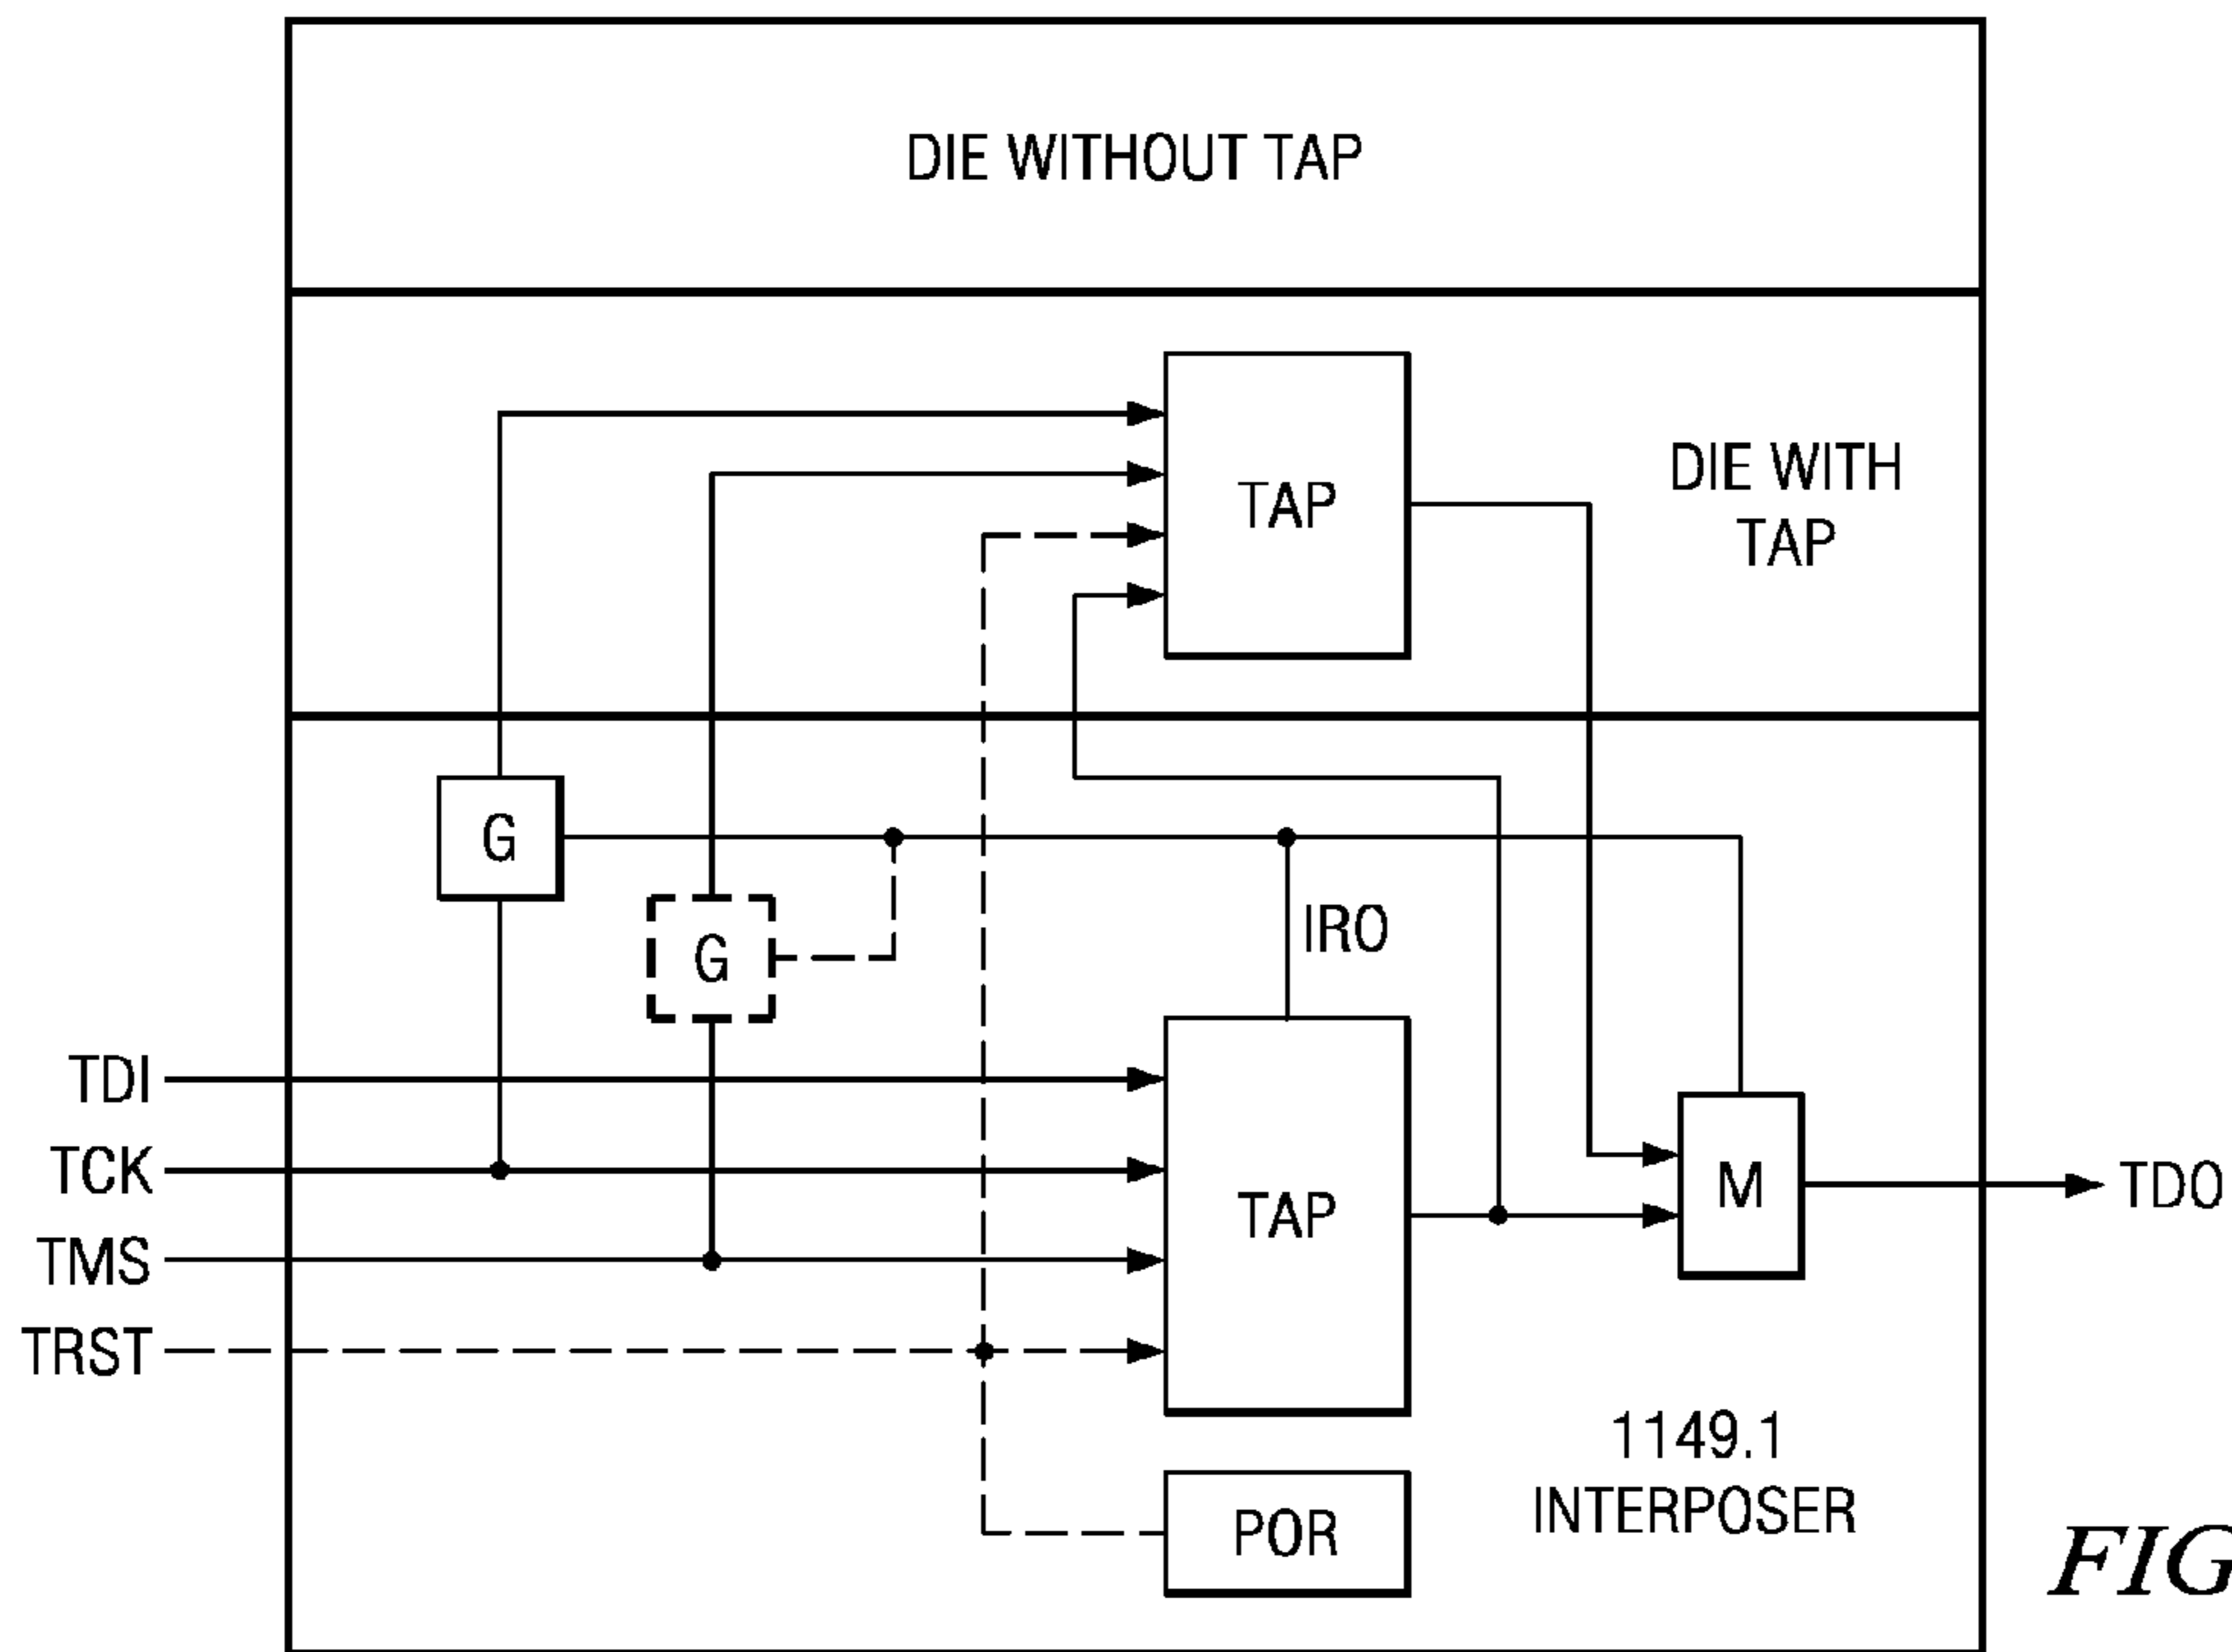 DIE WITHOUT TAP
TAP
DIE WITH
TAP
G
G
IRO
TDI
TCK
TMS
TRST
TAP
M
TDO
POR
1149.1
INTERPOSER
FIG